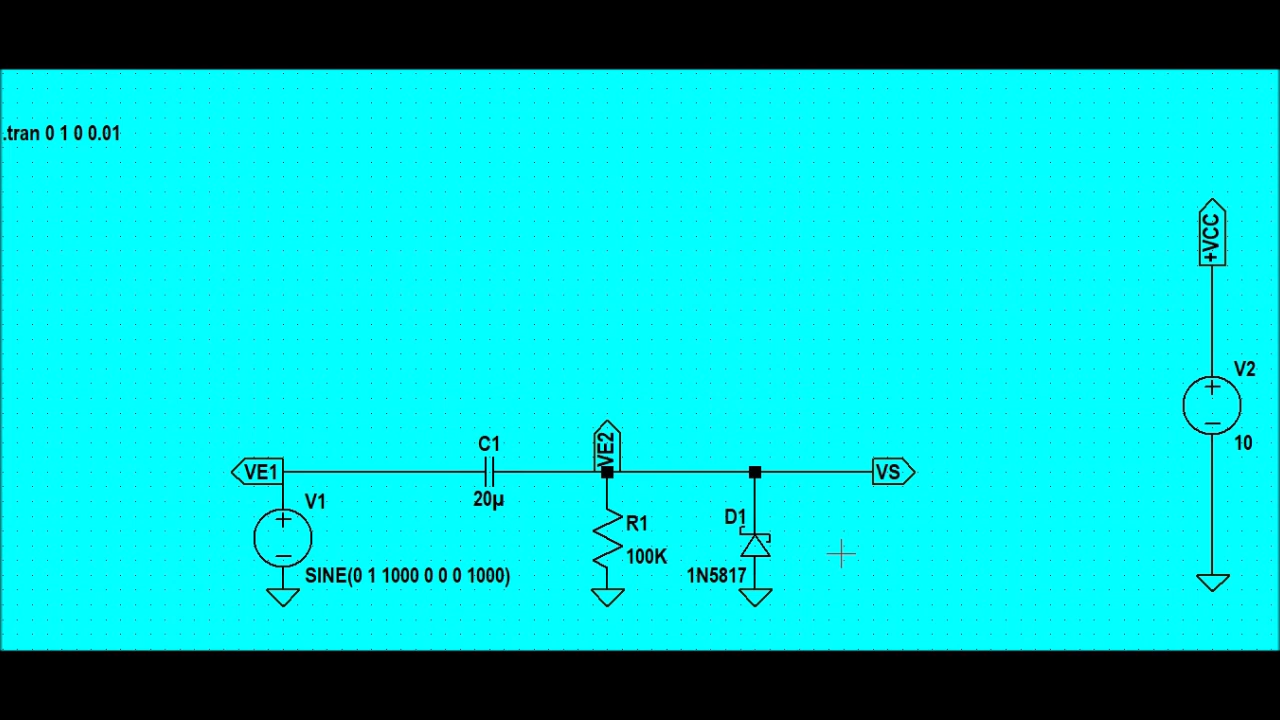 .tran 0 1 0 0.01
+VCC
V2
10
VE2
C1
VE1
VS
20µ
V1
D1
R1
100K
SINE(0 1 1000 0 0 0 1000)
1N5817